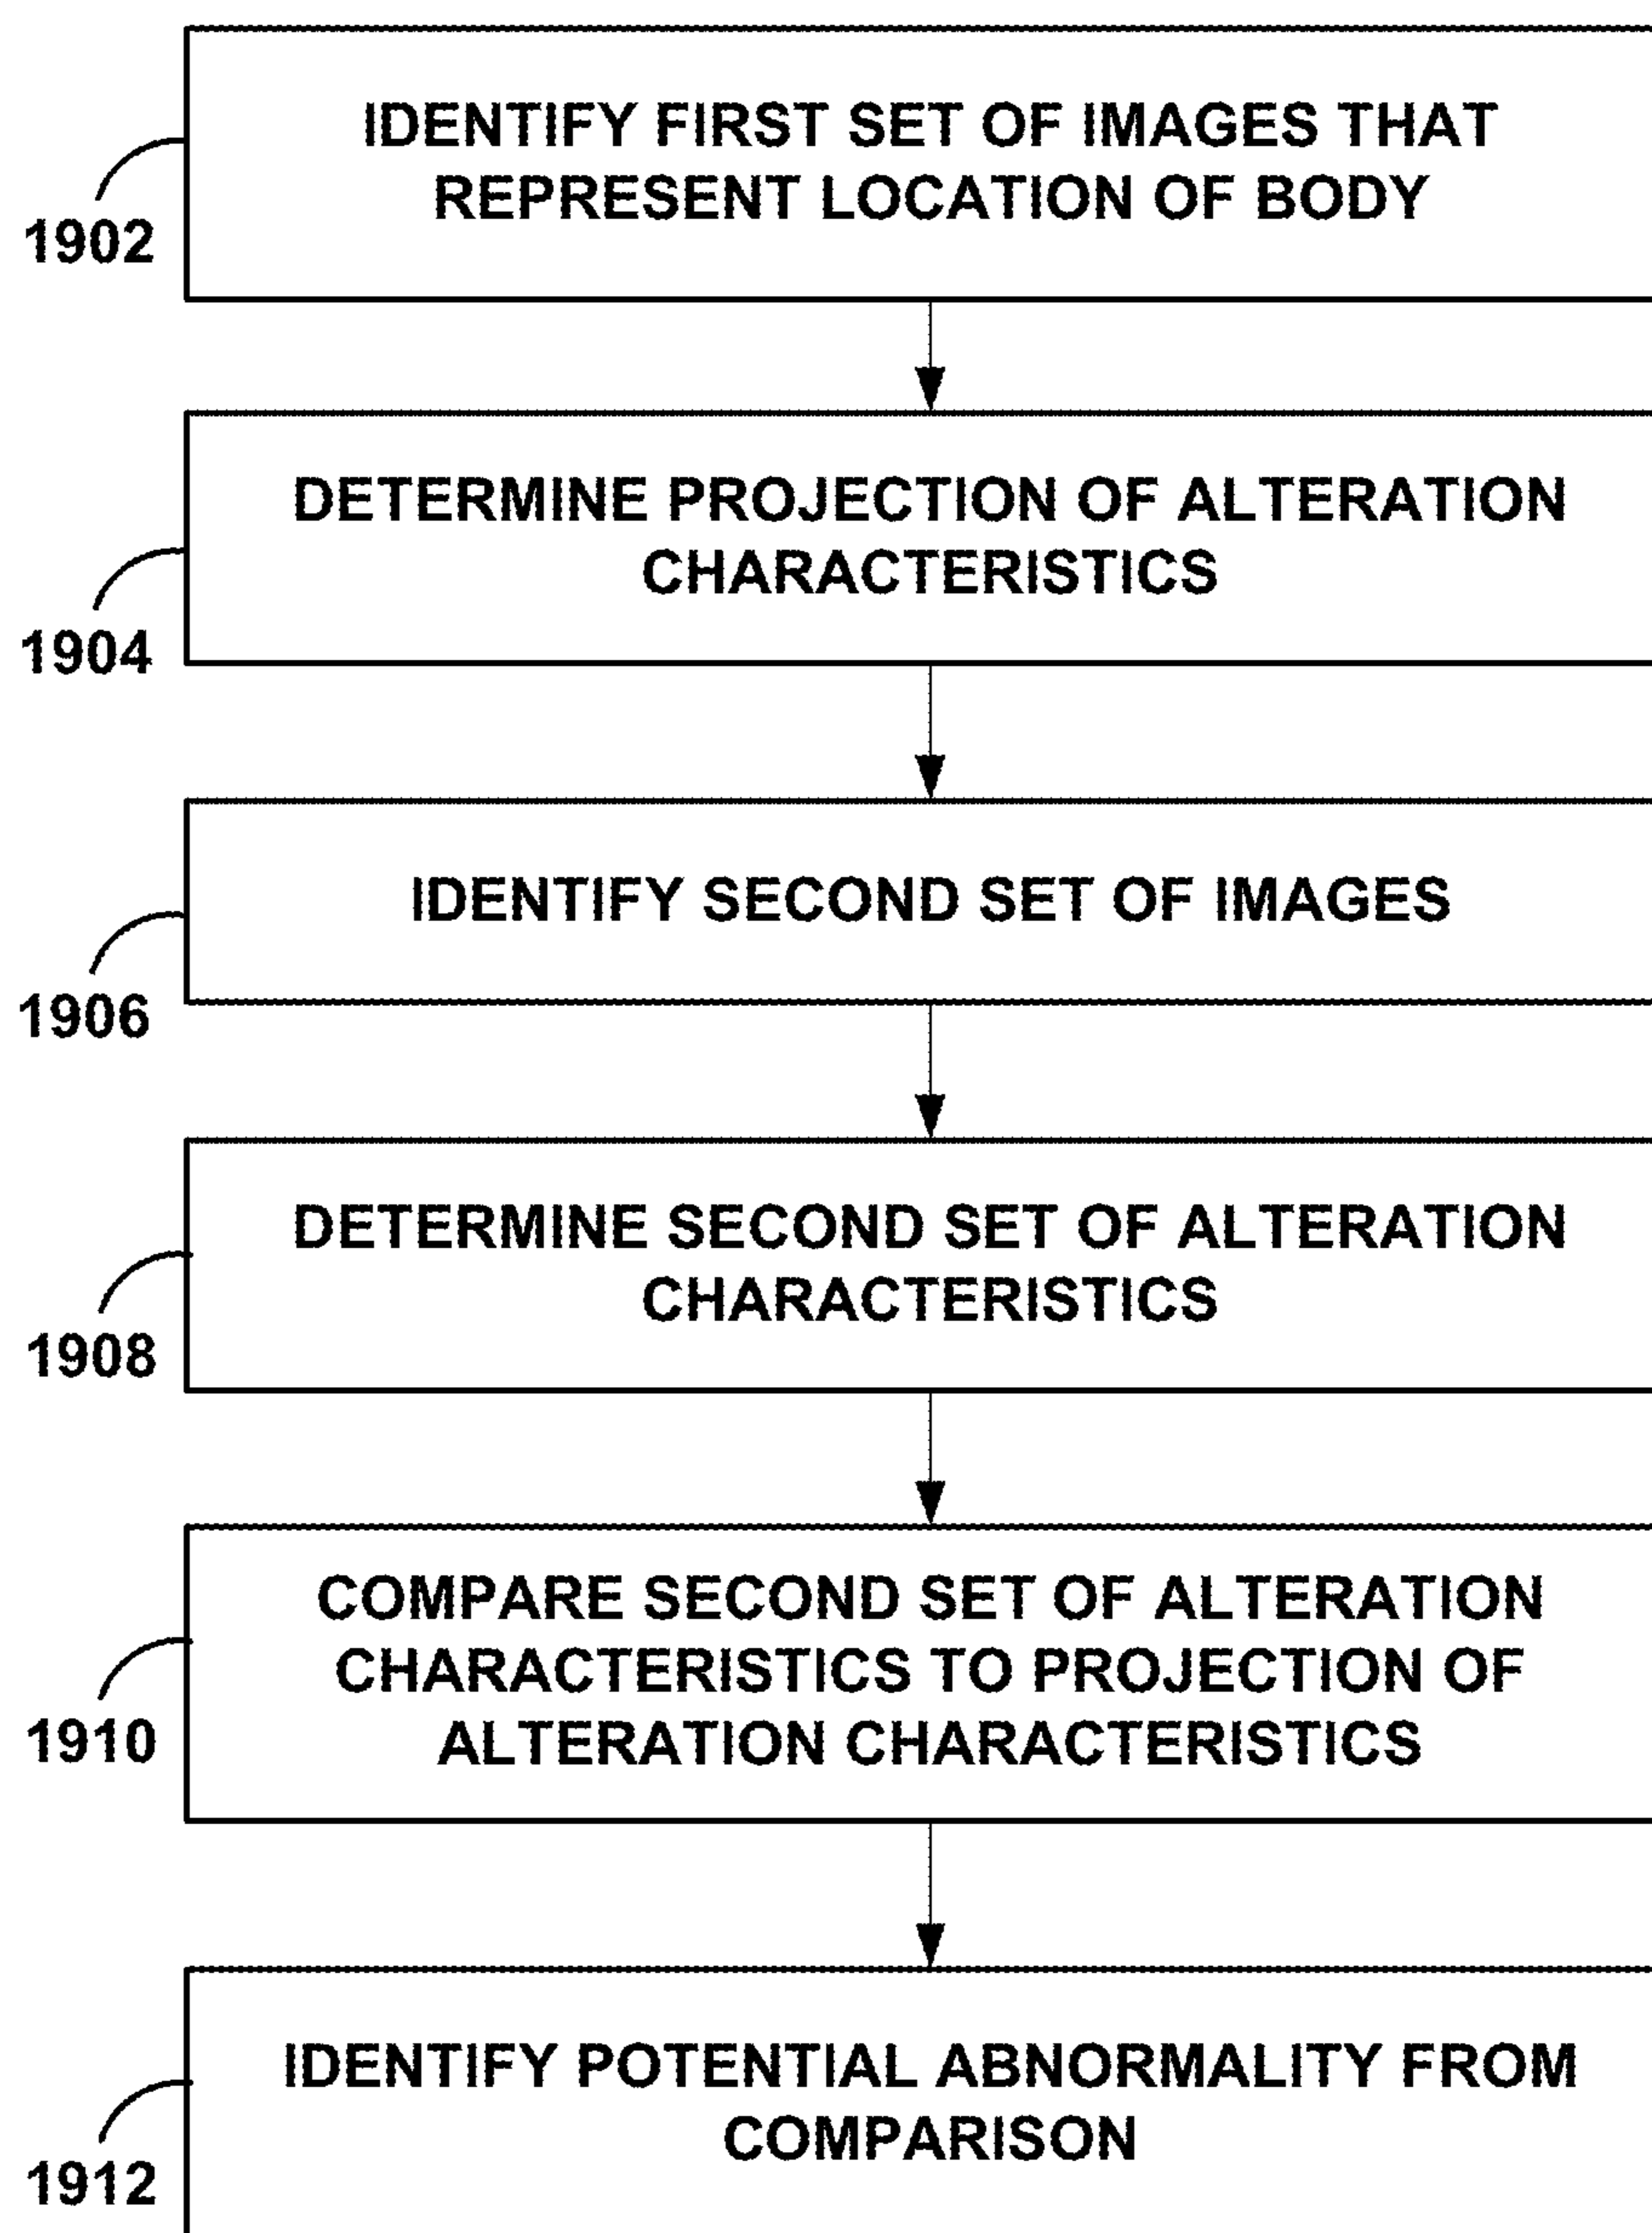 IDENTIFY FIRST SET OF IMAGES THAT
REPRESENT LOCATION OF BODY
1902
DETERMINE PROJECTION OF ALTERATION
CHARACTERISTICS
1904
IDENTIFY SECOND SET OF IMAGES
1906
DETERMINE SECOND SET OF ALTERATION
CHARACTERISTICS
1908
COMPARE SECOND SET OF ALTERATION
CHARACTERISTICS TO PROJECTION OF
ALTERATION CHARACTERISTICS
1910
IDENTIFY POTENTIAL ABNORMALITY FROM
COMPARISON
1912